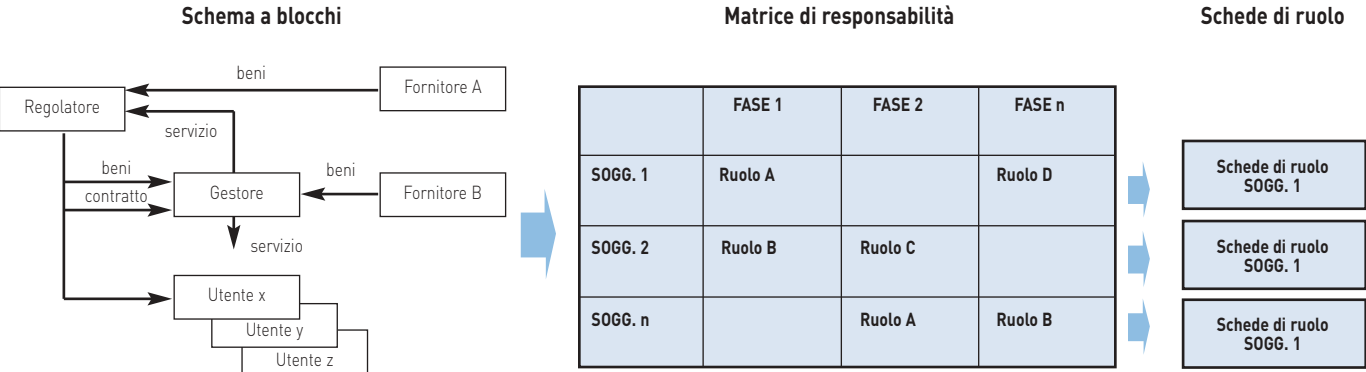 Schema a blocchi
Matrice di responsabilità
Schede di ruolo
beni
Fornitore A
Regolatore
servizio
beni
beni
contratto
Gestore
Fornitore B
servizio
Utente x
Utente y
Utente z
FASE 1 FASE 2 FASE n
SOGG. 1 Ruolo A Ruolo D
SOGG. 2 Ruolo B Ruolo C
SOGG. n Ruolo A Ruolo B
Schede di ruolo
SOGG. 1
Schede di ruolo
SOGG. 1
Schede di ruolo
SOGG. 1